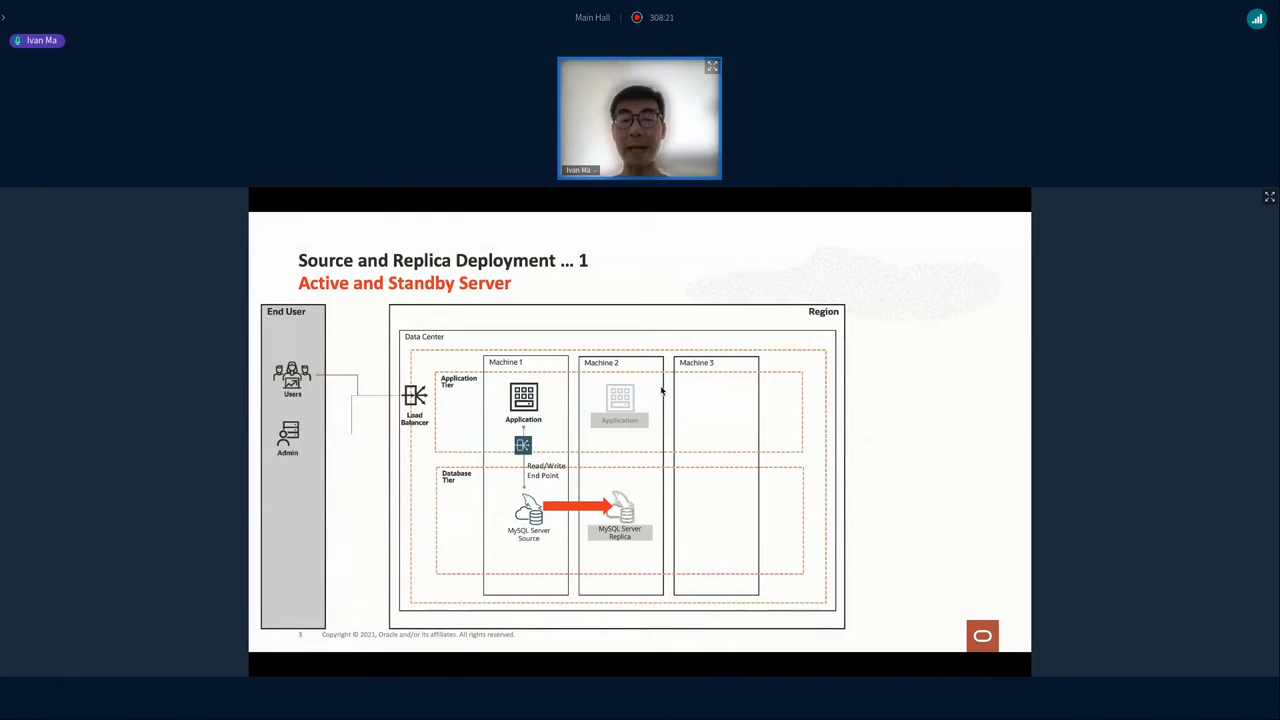 Main Hall
308:21
Ivan Ma
Ivan Ma
Source and Replica Deployment ... 1
Active and Standby Server
End User
Users
Admin
Region
Data Center
Load
Balancer
Machine 1
Machine 2
Machine 3
Application
Tier
Application
Application
Read/Write
End Point
Database
Tier
MySQL Server
Source
MySQL Server
Replica
3 Copyright © 2021, Oracle and/or its affiliates. All rights reserved.